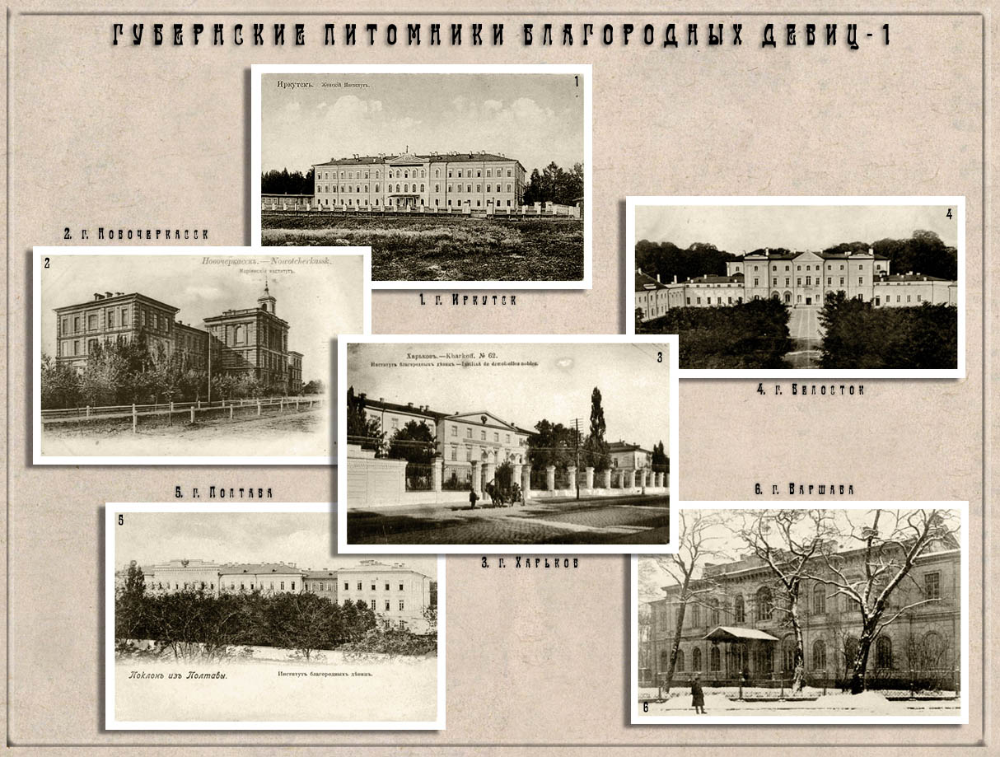 ГУБЕРНСКИЕ ПИТОМНИКИ БЛАГОРОДНЫХ ДЕВИЦ-1
Иркутскъ. Женскій Институтъ.
1
1. г. Иркутск
2. г. Новочеркасск
2
Новочеркасскъ.—Nowotcherkassk.
Маріинскій институтъ.
Харьковъ.—Kharkoff. № 62.
Институтъ благородныхъ дѣвицъ.—Institut de demoiselles nobles.
3
3. г. Харьков
4
4. г. Белосток
5. г. Полтава
5
Поклонъ изъ Полтавы.
Институтъ благородныхъ дѣвицъ.
6. г. Варшава
6